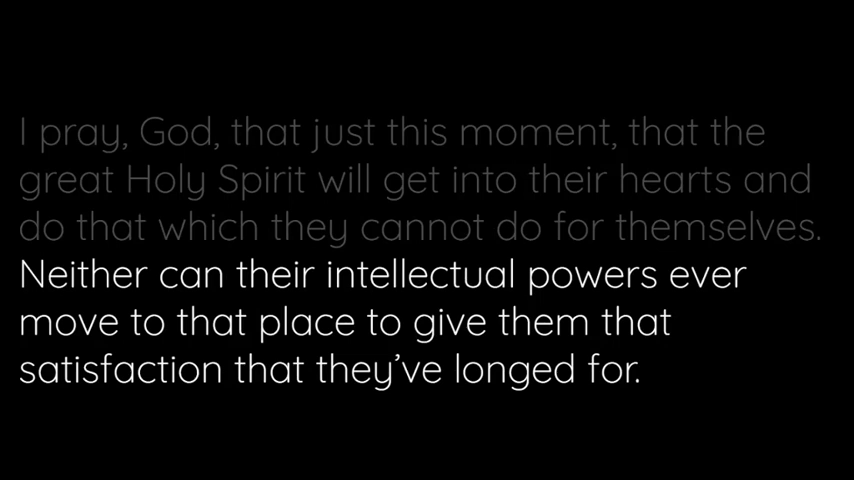 I pray, God, that just this moment, that the
great Holy Spirit will get into their hearts and
do that which they cannot do for themselves.
Neither can their intellectual powers ever
move to that place to give them that
satisfaction that they’ve longed for.